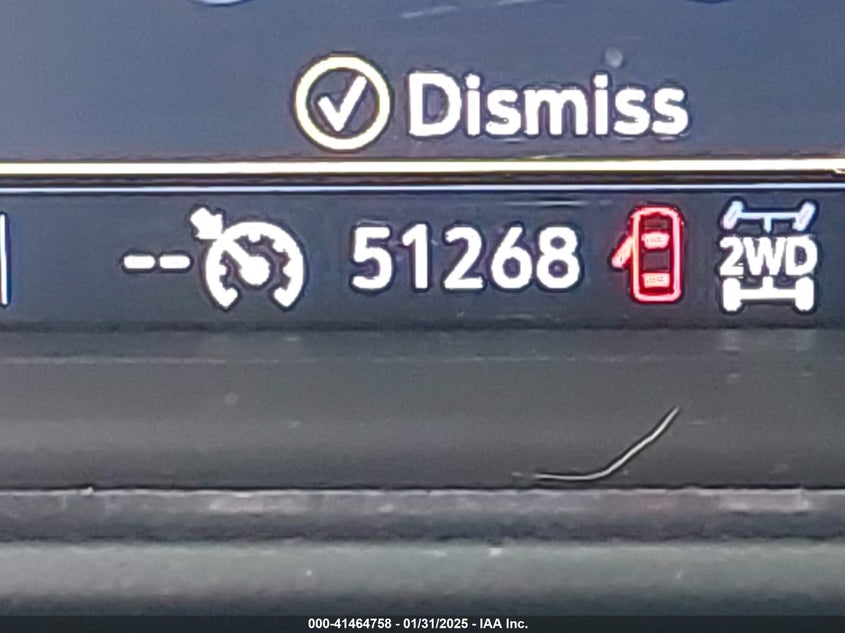 Dismiss
-- 51268 2WD
000-41464758 - 01/31/2025 - IAA Inc.